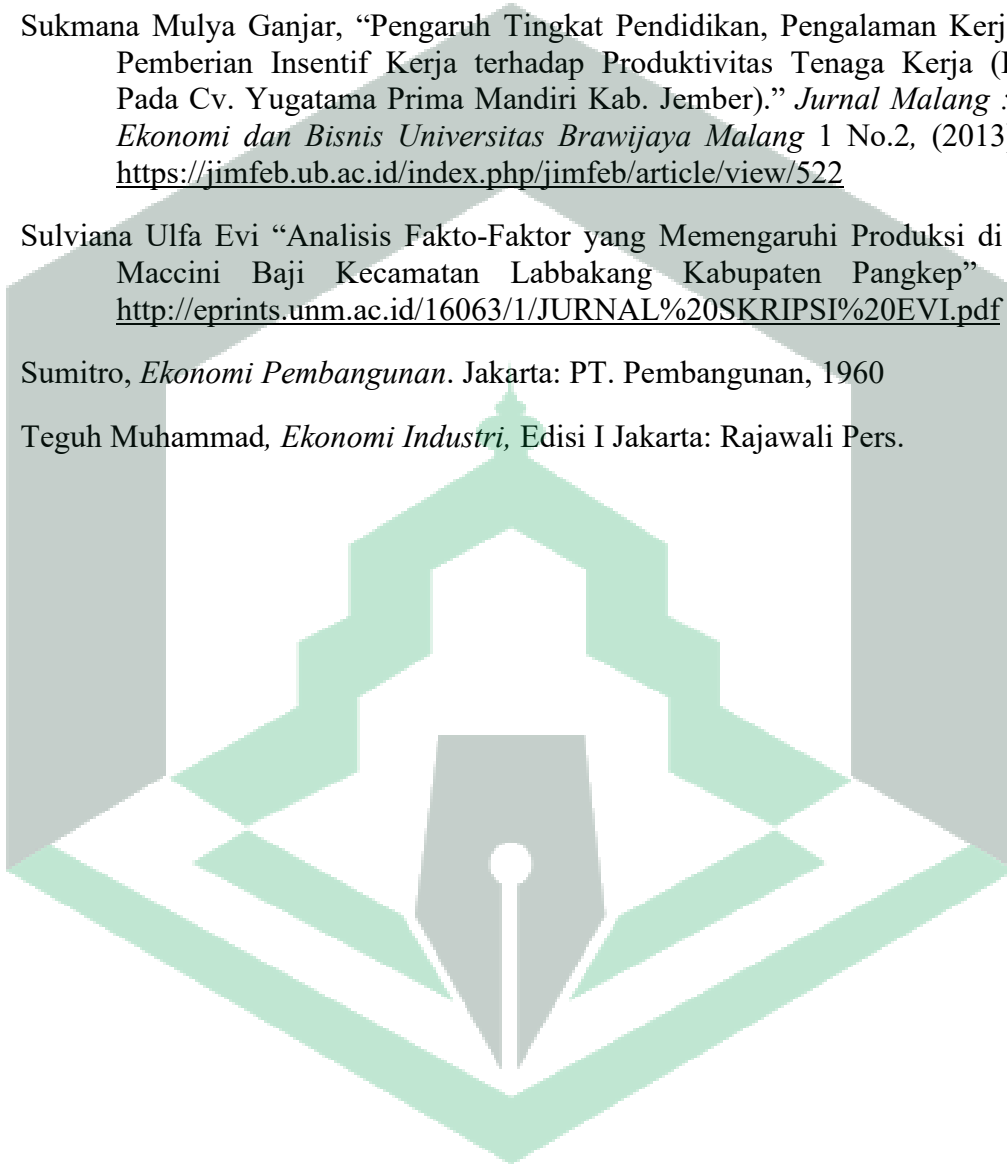 Sukmana Mulya Ganjar, “Pengaruh Tingkat Pendidikan, Pengalaman Kerj
Pemberian Insentif Kerja terhadap Produktivitas Tenaga Kerja (
Pada Cv. Yugatama Prima Mandiri Kab. Jember).” Jurnal Malang :
Ekonomi dan Bisnis Universitas Brawijaya Malang 1 No.2, (2013
https://jimfeb.ub.ac.id/index.php/jimfeb/article/view/522
Sulviana Ulfa Evi “Analisis Fakto-Faktor yang Memengaruhi Produksi di
Maccini Baji Kecamatan Labbakang Kabupaten Pangkep”
http://eprints.unm.ac.id/16063/1/JURNAL%20SKRIPSI%20EVI.pdf
Sumitro, Ekonomi Pembangunan. Jakarta: PT. Pembangunan, 1960
Teguh Muhammad, Ekonomi Industri, Edisi I Jakarta: Rajawali Pers.